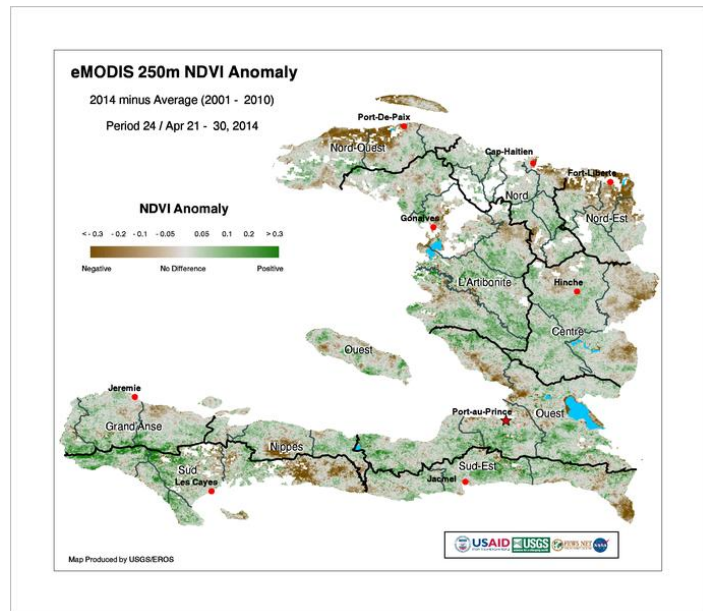 eMODIS 250m NDVI Anomaly
2014 minus Average (2001 - 2010)
Period 24 / Apr 21 - 30, 2014
Port-De-Paix
Nord-Ouest
Cap-Haitien
Fort-Liberte
Nord
Nord-Est
NDVI Anomaly
< - 0.3 - 0.2 - 0.1 - 0.05 0.05 0.1 0.2 > 0.3
Negative No Difference Positive
Gonaives
L'Artibonite
Hinche
Centre
Ouest
Jeremie
Grand'Anse
Port-au-Prince
Ouest
Nippes
Sud
Les Cayes
Sud-Est
Jacmel
USAID
USGS
FEWS NET
NASA
Map Produced by USGS/EROS